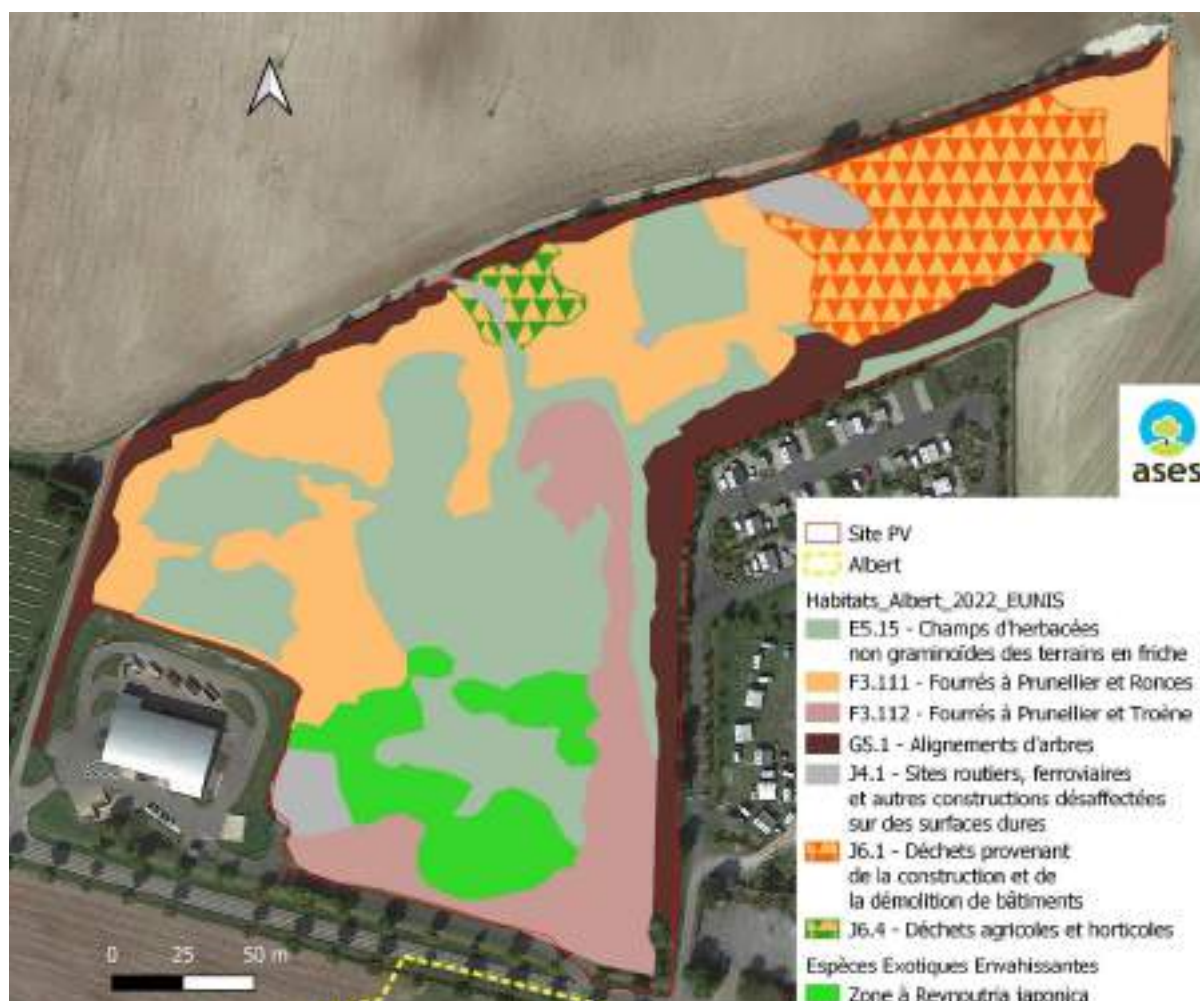 ases
Site PV
Albert
Habitats_Albert_2022_EUNIS
E5.15 - Champs d'herbacées
non graminoïdes des terrains en friche
F3.111 - Fourrés à Prunellier et Ronces
F3.112 - Fourrés à Prunellier et Troène
G5.1 - Alignements d'arbres
J4.1 - Sites routiers, ferroviaires
et autres constructions désaffectées
sur des surfaces dures
J6.1 - Déchets provenant
de la construction et de
la démolition de bâtiments
J6.4 - Déchets agricoles et horticoles
Espèces Exotiques Envahissantes
Zone à Reynoutria japonica
0 25 50 m